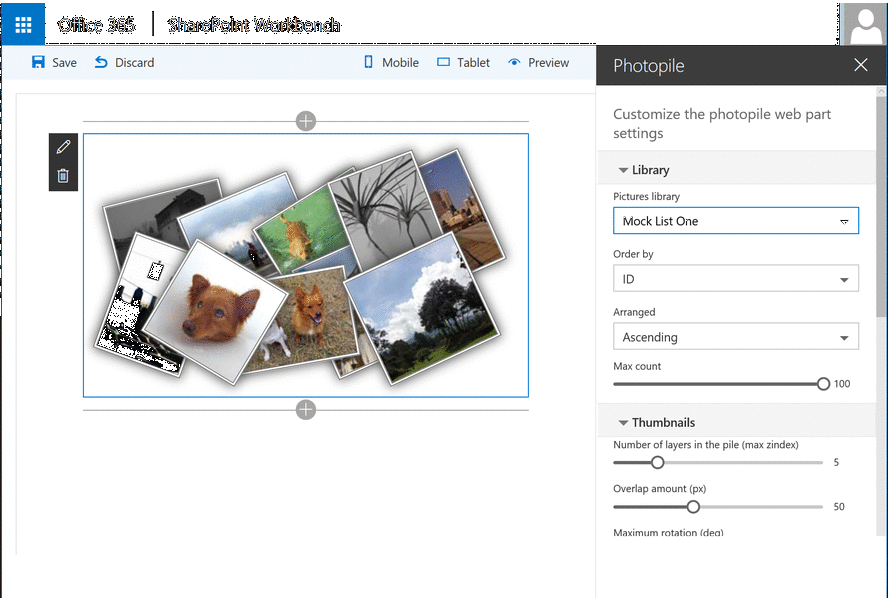 Office 365 SharePoint Workbench
Save Discard Mobile Tablet Preview
Photopile
Customize the photopile web part
settings
Library
Pictures library
Mock List One
Order by
ID
Arranged
Ascending
Max count
100
Thumbnails
Number of layers in the pile (max zindex)
5
Overlap amount (px)
50
Maximum rotation (deg)